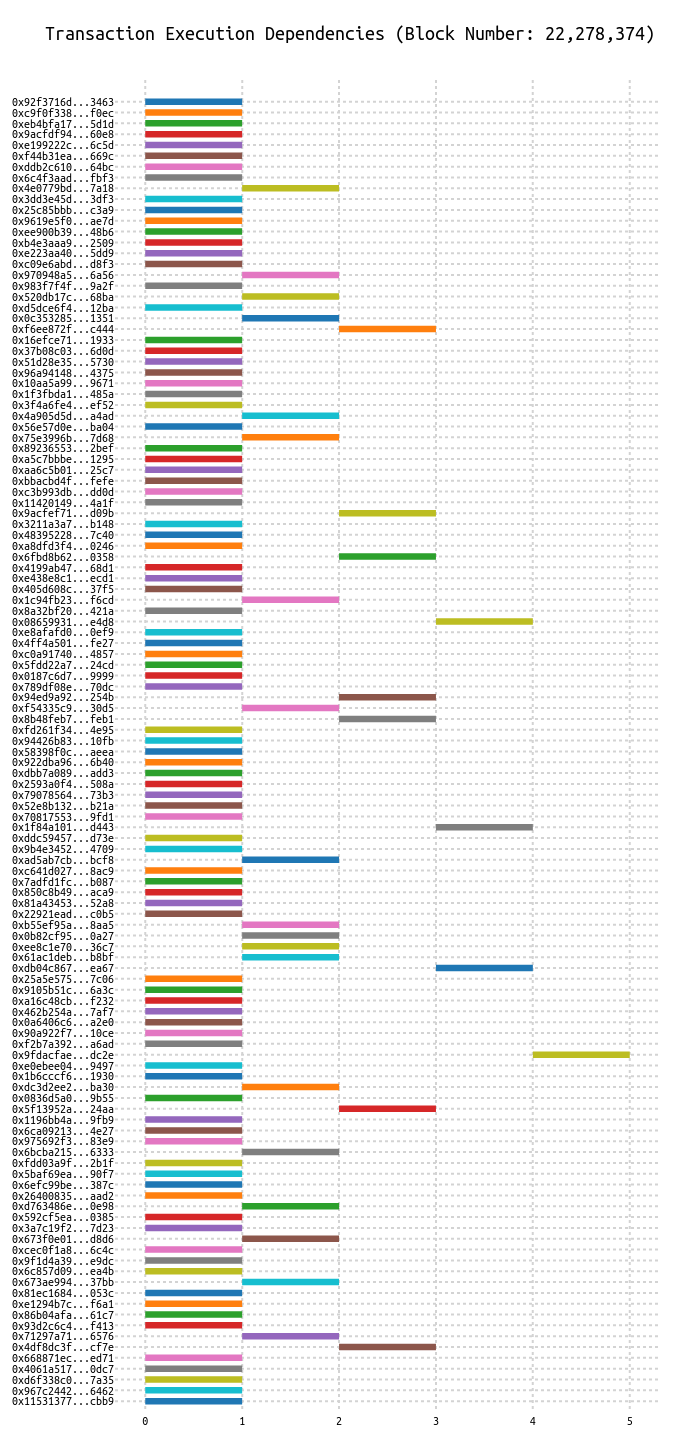 Transaction Execution Dependencies (Block Number: 22,278,374)
0x92f3716d...3463
0xc9f0f338...f0ec
0xeb4bfa17...5d1d
0x9acfdf94...60e8
0xe199222c...6c5d
0xf44b31ea...669c
0xddb2c610...64bc
0x6c4f3aad...fbf3
0x4e0779bd...7a18
0x3dd3e45d...3df3
0x25c85bbb...c3a9
0x9619e5f0...ae7d
0xee900b39...48b6
0xb4e3aaa9...2509
0xe223aa40...5dd9
0xc09e6abd...d8f3
0x970948a5...6a56
0x983f7f4f...9a2f
0x520db17c...68ba
0xd5dce6f4...12ba
0x0c353285...1351
0xf6ee872f...c444
0x16efce71...1933
0x37b08c03...6d0d
0x51d28e35...5730
0x96a94148...4375
0x10aa5a99...9671
0x1f3fbda1...485a
0x3f4a6fe4...ef52
0x4a905d5d...a4ad
0x56e57d0e...ba04
0x75e3996b...7d68
0x89236553...2bef
0xa5c7bbbe...1295
0xaa6c5b01...25c7
0xbbacbd4f...fefe
0xc3b993db...dd0d
0x11420149...4a1f
0x9acfef71...d09b
0x3211a3a7...b148
0x48395228...7c40
0xa8dfd3f4...0246
0x6fbd8b62...0358
0x4199ab47...68d1
0xe438e8c1...ecd1
0x405d608c...37f5
0x1c94fb23...f6cd
0x8a32bf20...421a
0x08659931...e4d8
0xe8afafd0...0ef9
0x4ff4a501...fe27
0xc0a91740...4857
0x5fdd22a7...24cd
0x0187c6d7...9999
0x789df08e...70dc
0x94ed9a92...254b
0xf54335c9...30d5
0x8b48feb7...feb1
0xfd261f34...4e95
0x94426b83...10fb
0x58398f0c...aeea
0x922dba96...6b40
0xdbb7a089...add3
0x2593a0f4...508a
0x79078564...73b3
0x52e8b132...b21a
0x70817553...9fd1
0x1f84a101...d443
0xddc59457...d73e
0x9b4e3452...4709
0xad5ab7cb...bcf8
0xc641d027...8ac9
0x7adfd1fc...b087
0x850c8b49...aca9
0x81a43453...52a8
0x22921ead...c0b5
0xb55ef95a...8aa5
0x0b82cf95...0a27
0xee8c1e70...36c7
0x61ac1deb...b8bf
0xdb04c867...ea67
0x25a5e575...7c06
0x9105b51c...6a3c
0xa16c48cb...f232
0x462b254a...7af7
0x0a6406c6...a2e0
0x90a922f7...10ce
0xf2b7a392...a6ad
0x9fdacfae...dc2e
0xe0ebee04...9497
0x1b6cccf6...1930
0xdc3d2ee2...ba30
0x0836d5a0...9b55
0x5f13952a...24aa
0x1196bb4a...9fb9
0x6ca09213...4e27
0x975692f3...83e9
0x6bcba215...6333
0xfdd03a9f...2b1f
0x5baf69ea...90f7
0x6efc99be...387c
0x26400835...aad2
0xd763486e...0e98
0x592cf5ea...0385
0x3a7c19f2...7d23
0x673f0e01...d8d6
0xcec0f1a8...6c4c
0x9f1d4a39...e9dc
0x6c857d09...ea4b
0x673ae994...37bb
0x81ec1684...053c
0xe1294b7c...f6a1
0x86b04afa...61c7
0x93d2c6c4...f413
0x71297a71...6576
0x4df8dc3f...cf7e
0x668871ec...ed71
0x4061a517...0dc7
0xd6f338c0...7a35
0x967c2442...6462
0x11531377...cbb9
0 1 2 3 4 5